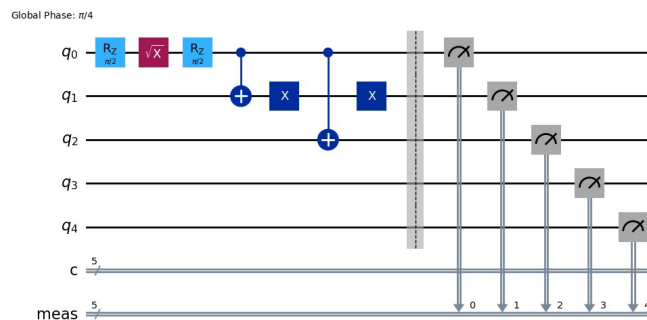 Global Phase: π/4
q0 RZ π/2 √X RZ π/2
q1 X X
q2
q3
q4
c 5
meas 5 0 1 2 3 4